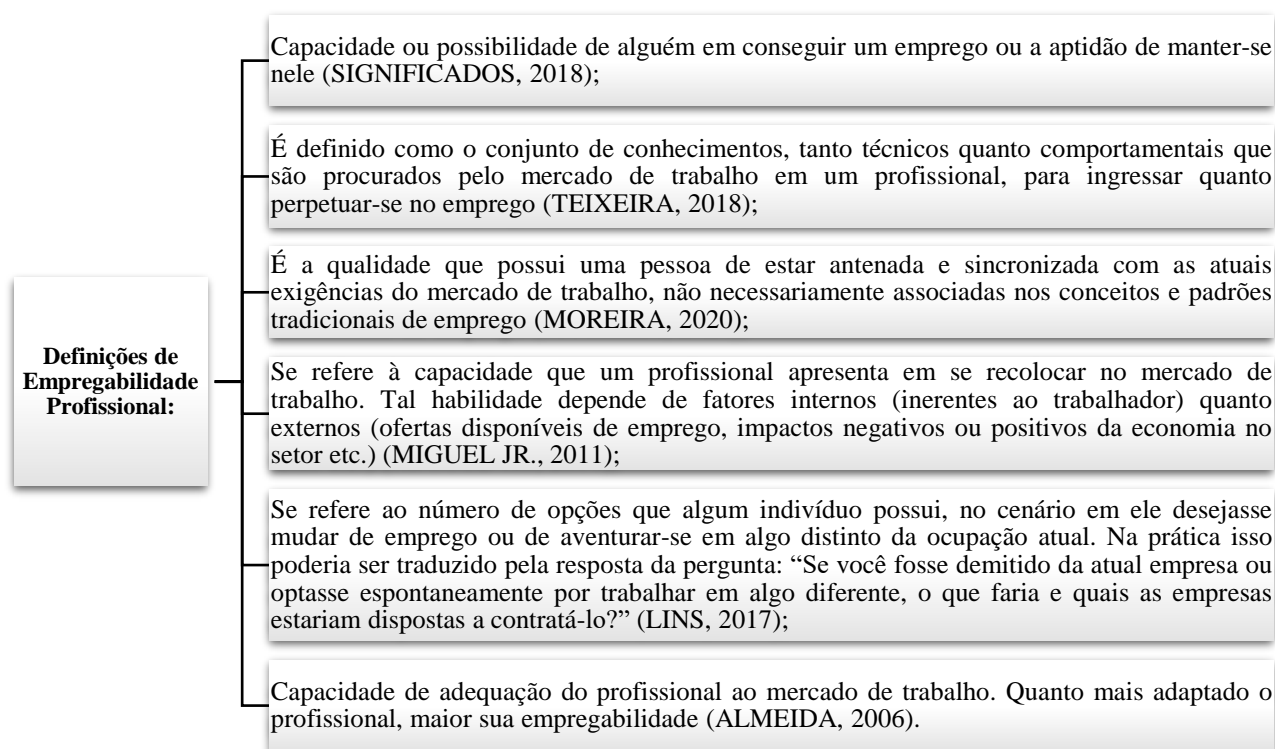 Definições de
Empregabilidade
Profissional:
Capacidade ou possibilidade de alguém em conseguir um emprego ou a aptidão de manter-se
nele (SIGNIFICADOS, 2018);
É definido como o conjunto de conhecimentos, tanto técnicos quanto comportamentais que
são procurados pelo mercado de trabalho em um profissional, para ingressar quanto
perpetuar-se no emprego (TEIXEIRA, 2018);
É a qualidade que possui uma pessoa de estar antenada e sincronizada com as atuais
exigências do mercado de trabalho, não necessariamente associadas nos conceitos e padrões
tradicionais de emprego (MOREIRA, 2020);
Se refere à capacidade que um profissional apresenta em se recolocar no mercado de
trabalho. Tal habilidade depende de fatores internos (inerentes ao trabalhador) quanto
externos (ofertas disponíveis de emprego, impactos negativos ou positivos da economia no
setor etc.) (MIGUEL JR., 2011);
Se refere ao número de opções que algum indivíduo possui, no cenário em ele desejasse
mudar de emprego ou de aventurar-se em algo distinto da ocupação atual. Na prática isso
poderia ser traduzido pela resposta da pergunta: “Se você fosse demitido da atual empresa ou
optasse espontaneamente por trabalhar em algo diferente, o que faria e quais as empresas
estariam dispostas a contratá-lo?” (LINS, 2017);
Capacidade de adequação do profissional ao mercado de trabalho. Quanto mais adaptado o
profissional, maior sua empregabilidade (ALMEIDA, 2006).